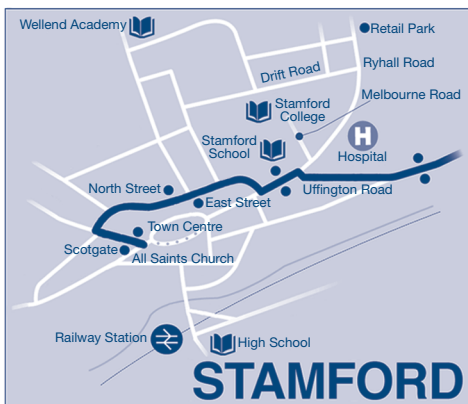 Wellend Academy
Retail Park
Drift Road
Ryhall Road
Melbourne Road
Stamford
College
Stamford
School
H
Hospital
North Street
East Street
Uffington Road
Town Centre
Scotgate
All Saints Church
Railway Station
High School
STAMFORD